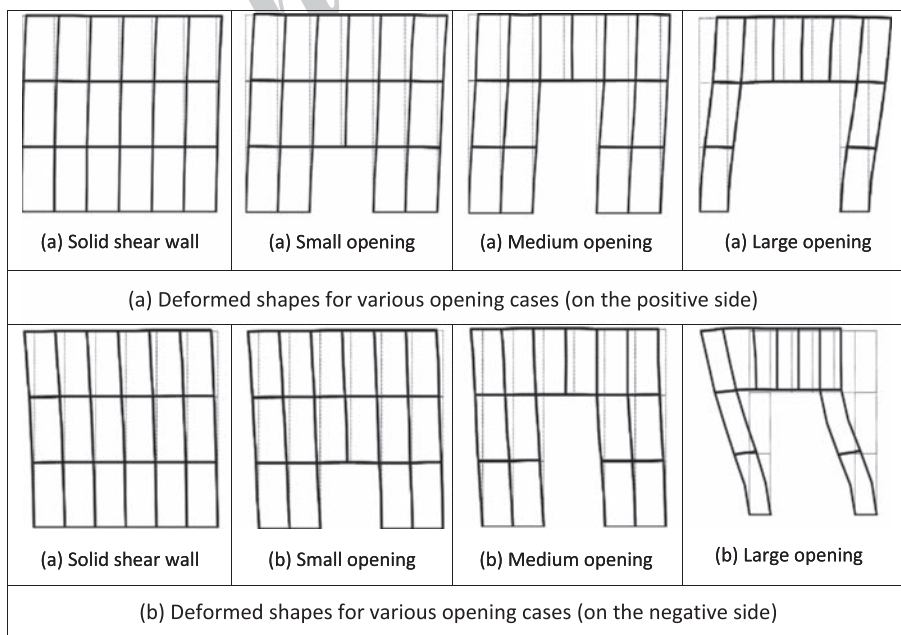 (a) Solid shear wall
(a) Small opening
(a) Medium opening
(a) Large opening
(a) Deformed shapes for various opening cases (on the positive side)
(a) Solid shear wall
(b) Small opening
(b) Medium opening
(b) Large opening
(b) Deformed shapes for various opening cases (on the negative side)